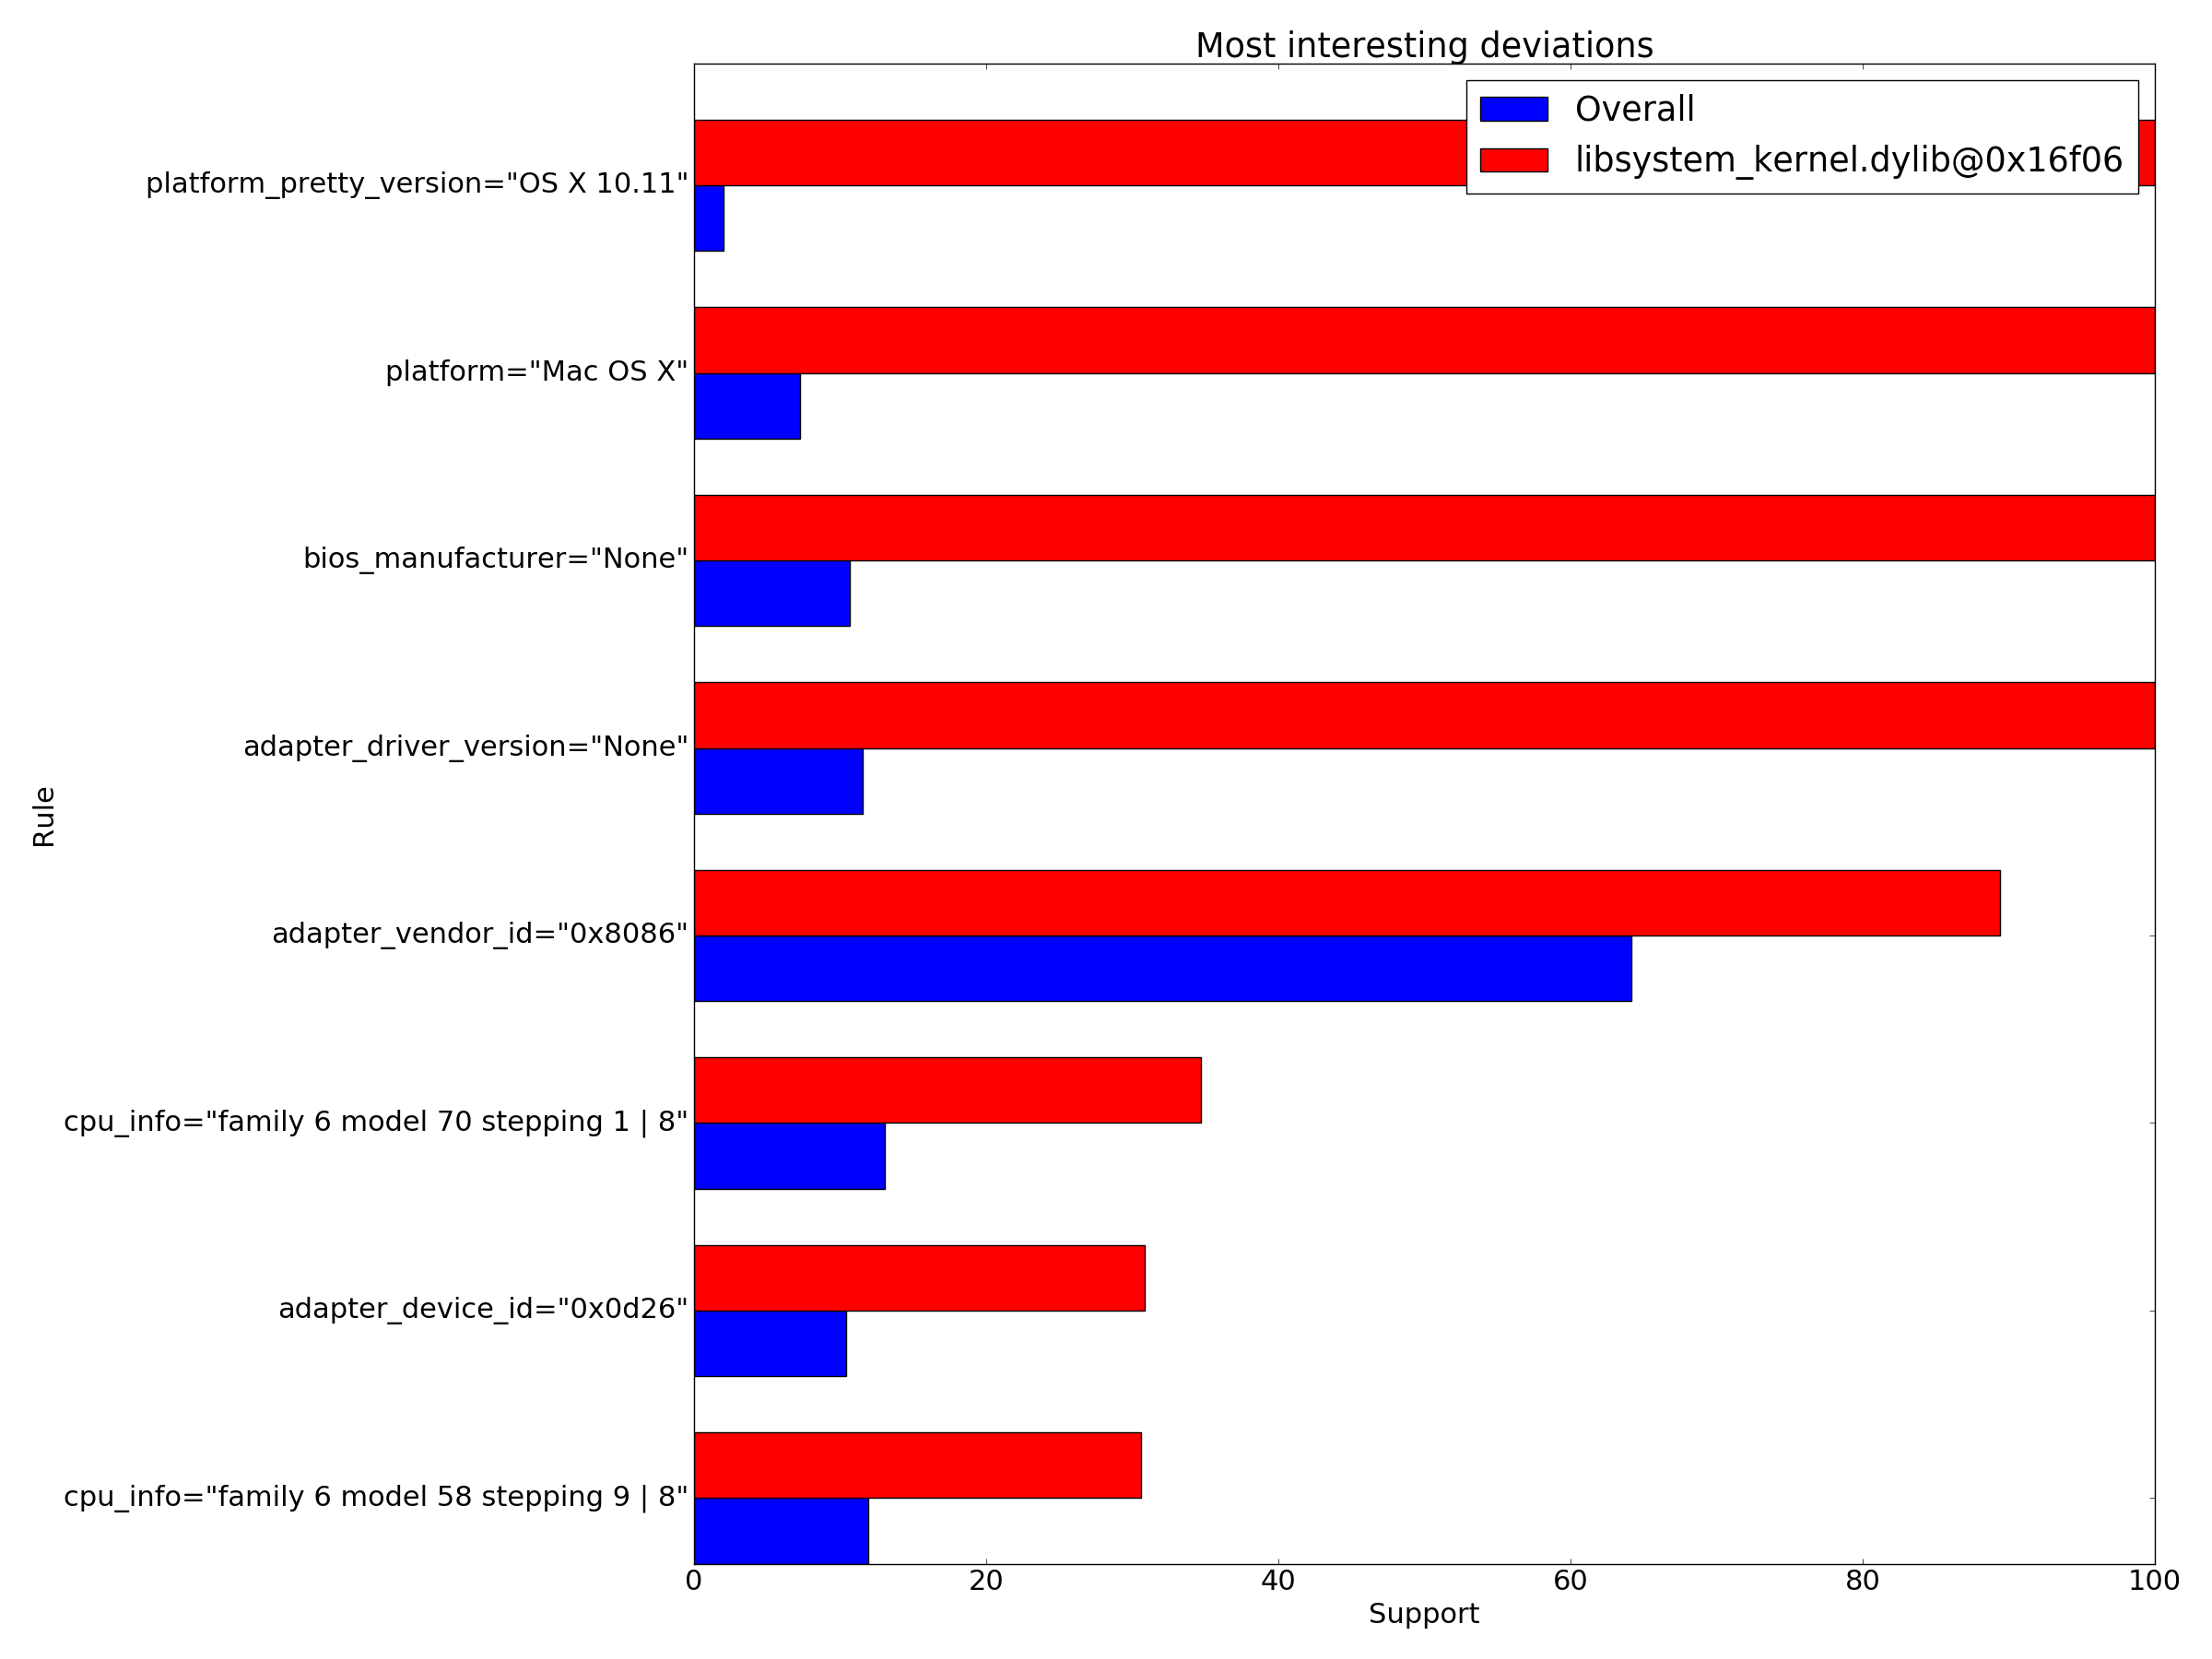 Most interesting deviations
Overall
libsystem_kernel.dylib@0x16f06
platform_pretty_version="OS X 10.11"
platform="Mac OS X"
bios_manufacturer="None"
adapter_driver_version="None"
adapter_vendor_id="0x8086"
cpu_info="family 6 model 70 stepping 1 | 8"
adapter_device_id="0x0d26"
cpu_info="family 6 model 58 stepping 9 | 8"
Rule
0 20 40 60 80 100
Support